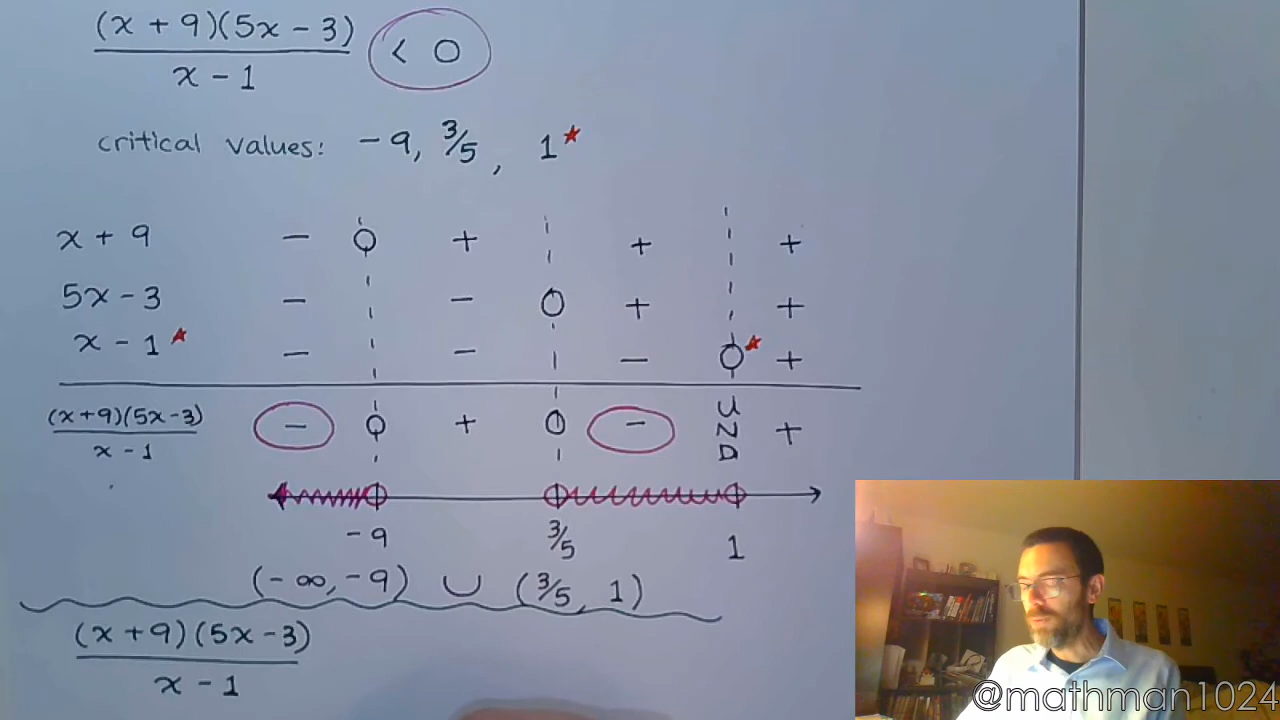 (x + 9)(5x - 3)
x - 1
< 0
critical values: -9, 3/5, 1*
x + 9 - 0 + + +
5x - 3 - - 0 + +
x - 1* - - - 0* +
(x+9)(5x-3)
x - 1
- 0 + 0 - UND +
-9 3/5 1
(-∞, -9) ∪ (3/5, 1)
(x + 9)(5x - 3)
x - 1
@mathman1024